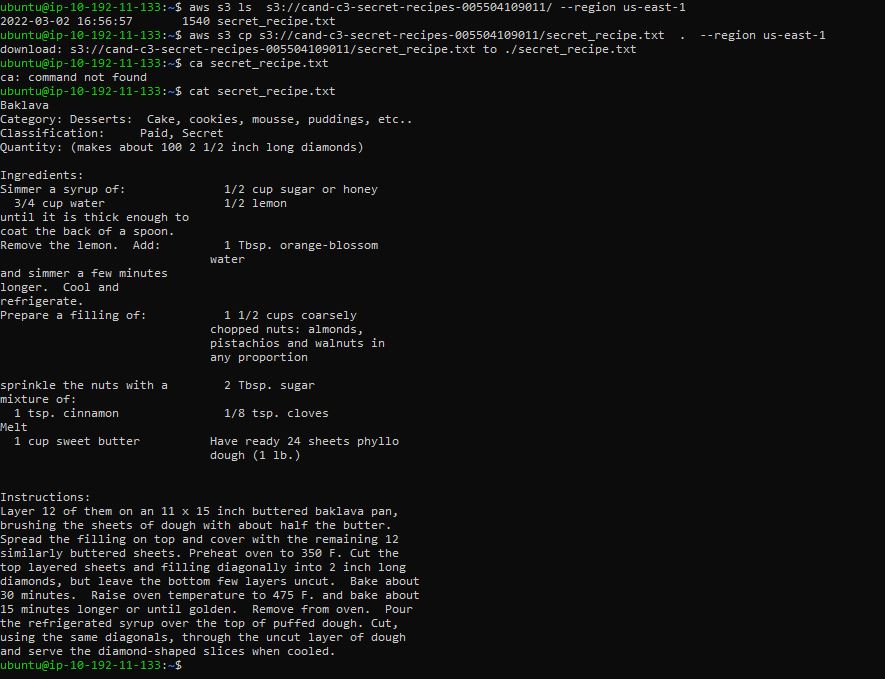 ubuntu@ip-10-192-11-133:~$ aws s3 ls  s3://cand-c3-secret-recipes-005504109011/ --region us-east-1
2022-03-02 16:56:57       1540 secret_recipe.txt
ubuntu@ip-10-192-11-133:~$ aws s3 cp s3://cand-c3-secret-recipes-005504109011/secret_recipe.txt  .  --region us-east-1
download: s3://cand-c3-secret-recipes-005504109011/secret_recipe.txt to ./secret_recipe.txt
ubuntu@ip-10-192-11-133:~$ ca secret_recipe.txt
ca: command not found
ubuntu@ip-10-192-11-133:~$ cat secret_recipe.txt
Baklava
Category: Desserts:  Cake, cookies, mousse, puddings, etc..
Classification:     Paid, Secret
Quantity: (makes about 100 2 1/2 inch long diamonds)

Ingredients:
Simmer a syrup of:              1/2 cup sugar or honey
  3/4 cup water                 1/2 lemon
until it is thick enough to
coat the back of a spoon.
Remove the lemon.  Add:         1 Tbsp. orange-blossom
                              water
and simmer a few minutes
longer.  Cool and
refrigerate.
Prepare a filling of:           1 1/2 cups coarsely
                              chopped nuts: almonds,
                              pistachios and walnuts in
                              any proportion

sprinkle the nuts with a        2 Tbsp. sugar
mixture of:
  1 tsp. cinnamon               1/8 tsp. cloves
Melt
  1 cup sweet butter          Have ready 24 sheets phyllo
                              dough (1 lb.)

Instructions:
Layer 12 of them on an 11 x 15 inch buttered baklava pan,
brushing the sheets of dough with about half the butter.
Spread the filling on top and cover with the remaining 12
similarly buttered sheets. Preheat oven to 350 F. Cut the
top layered sheets and filling diagonally into 2 inch long
diamonds, but leave the bottom few layers uncut.  Bake about
30 minutes.  Raise oven temperature to 475 F. and bake about
15 minutes longer or until golden.  Remove from oven.  Pour
the refrigerated syrup over the top of puffed dough. Cut,
using the same diagonals, through the uncut layer of dough
and serve the diamond-shaped slices when cooled.
ubuntu@ip-10-192-11-133:~$